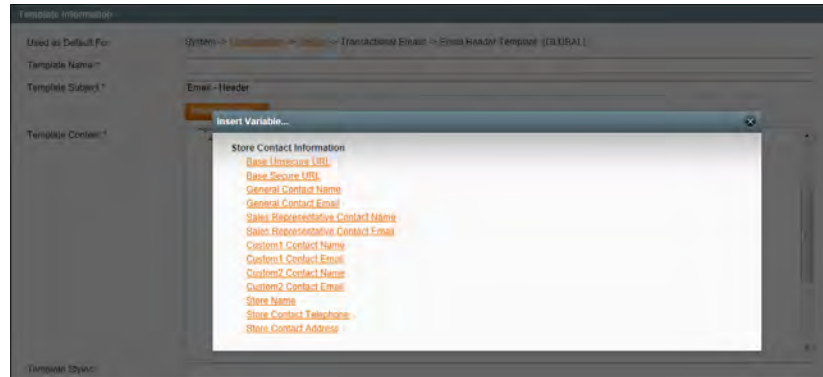 Template Information
Used as Default For System -> Configuration -> -> Transactional Emails -> Email Header Template (GLOBAL)
Template Name *
Template Subject * Email - Header
Insert Variable...
Template Content *
Store Contact Information
Base Unsecure URL
Base Secure URL
General Contact Name
General Contact Email
Sales Representative Contact Name
Sales Representative Contact Email
Custom1 Contact Name
Custom1 Contact Email
Custom2 Contact Name
Custom2 Contact Email
Store Name
Store Contact Telephone
Store Contact Address
Template Styles